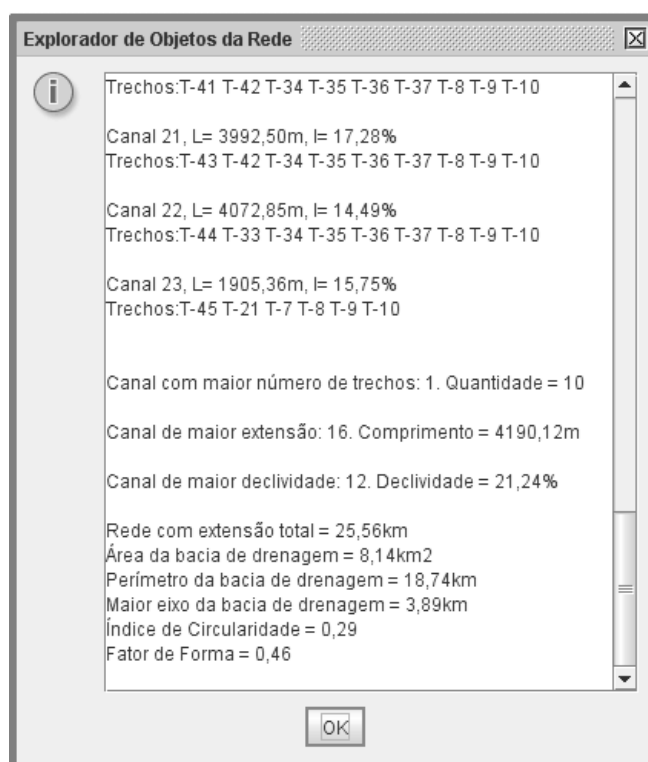 Explorador de Objetos da Rede
Trechos:T-41 T-42 T-34 T-35 T-36 T-37 T-8 T-9 T-10
Canal 21, L= 3992,50m, I= 17,28%
Trechos:T-43 T-42 T-34 T-35 T-36 T-37 T-8 T-9 T-10
Canal 22, L= 4072,85m, I= 14,49%
Trechos:T-44 T-33 T-34 T-35 T-36 T-37 T-8 T-9 T-10
Canal 23, L= 1905,36m, I= 15,75%
Trechos:T-45 T-21 T-7 T-8 T-9 T-10
Canal com maior número de trechos: 1. Quantidade = 10
Canal de maior extensão: 16. Comprimento = 4190,12m
Canal de maior declividade: 12. Declividade = 21,24%
Rede com extensão total = 25,56km
Área da bacia de drenagem = 8,14km2
Perímetro da bacia de drenagem = 18,74km
Maior eixo da bacia de drenagem = 3,89km
Índice de Circularidade = 0,29
Fator de Forma = 0,46
OK